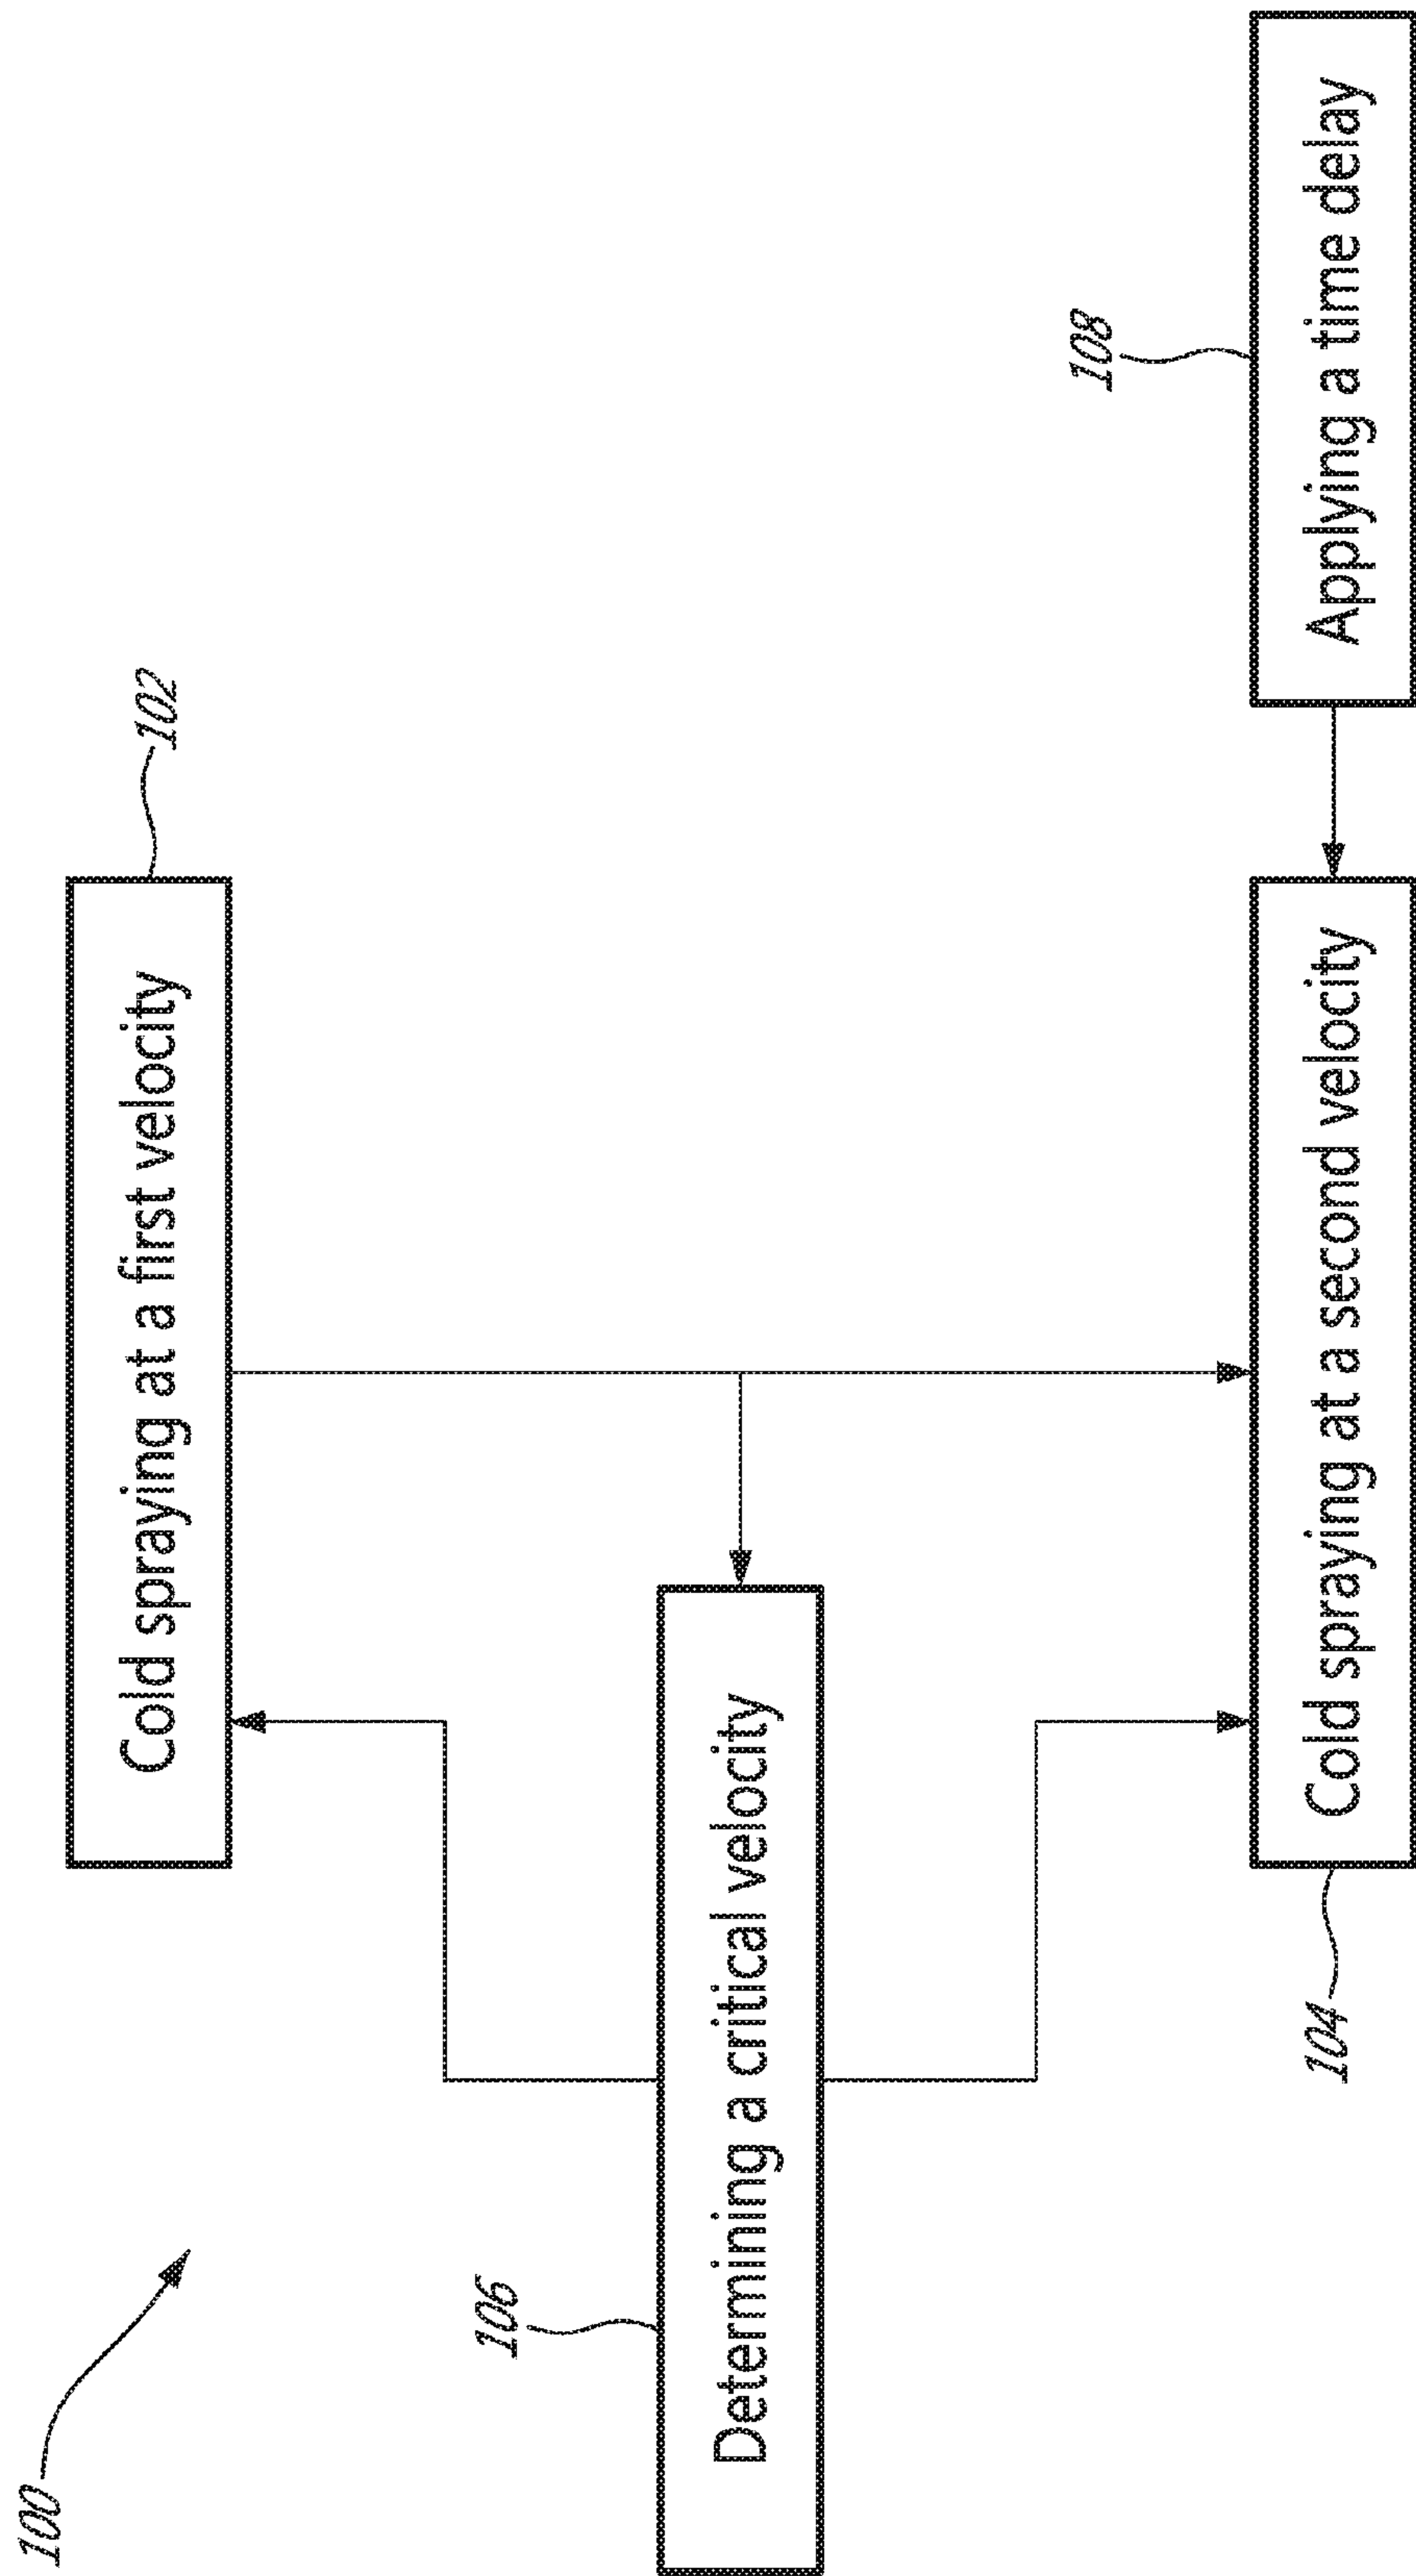 100
102
Cold spraying at a first velocity
106
Determining a critical velocity
108
104
Cold spraying at a second velocity
Applying a time delay